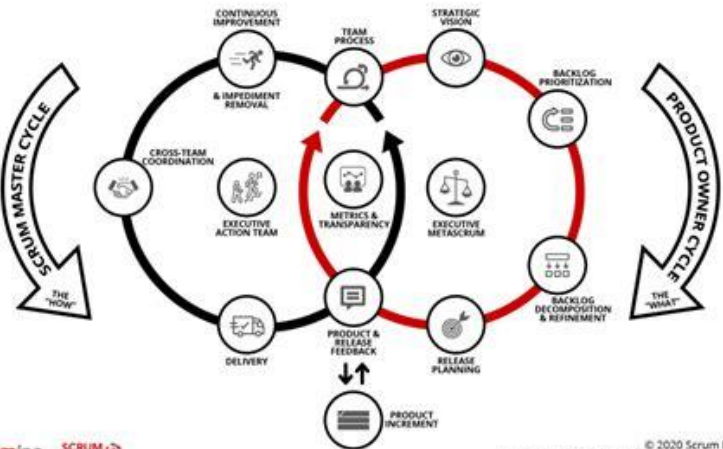 CONTINUOUS
IMPROVEMENT
& IMPEDIMENT
REMOVAL
TEAM
PROCESS
STRATEGIC
VISION
BACKLOG
PRIORITIZATION
SCRUM MASTER CYCLE
THE
"HOW"
CROSS-TEAM
COORDINATION
EXECUTIVE
ACTION TEAM
METRICS &
TRANSPARENCY
EXECUTIVE
METASCRUM
PRODUCT OWNER CYCLE
THE
"WHAT"
BACKLOG
DECOMPOSITION
& REFINEMENT
DELIVERY
PRODUCT &
RELEASE
FEEDBACK
RELEASE
PLANNING
PRODUCT
INCREMENT
SCRUM
© 2020 Scrum